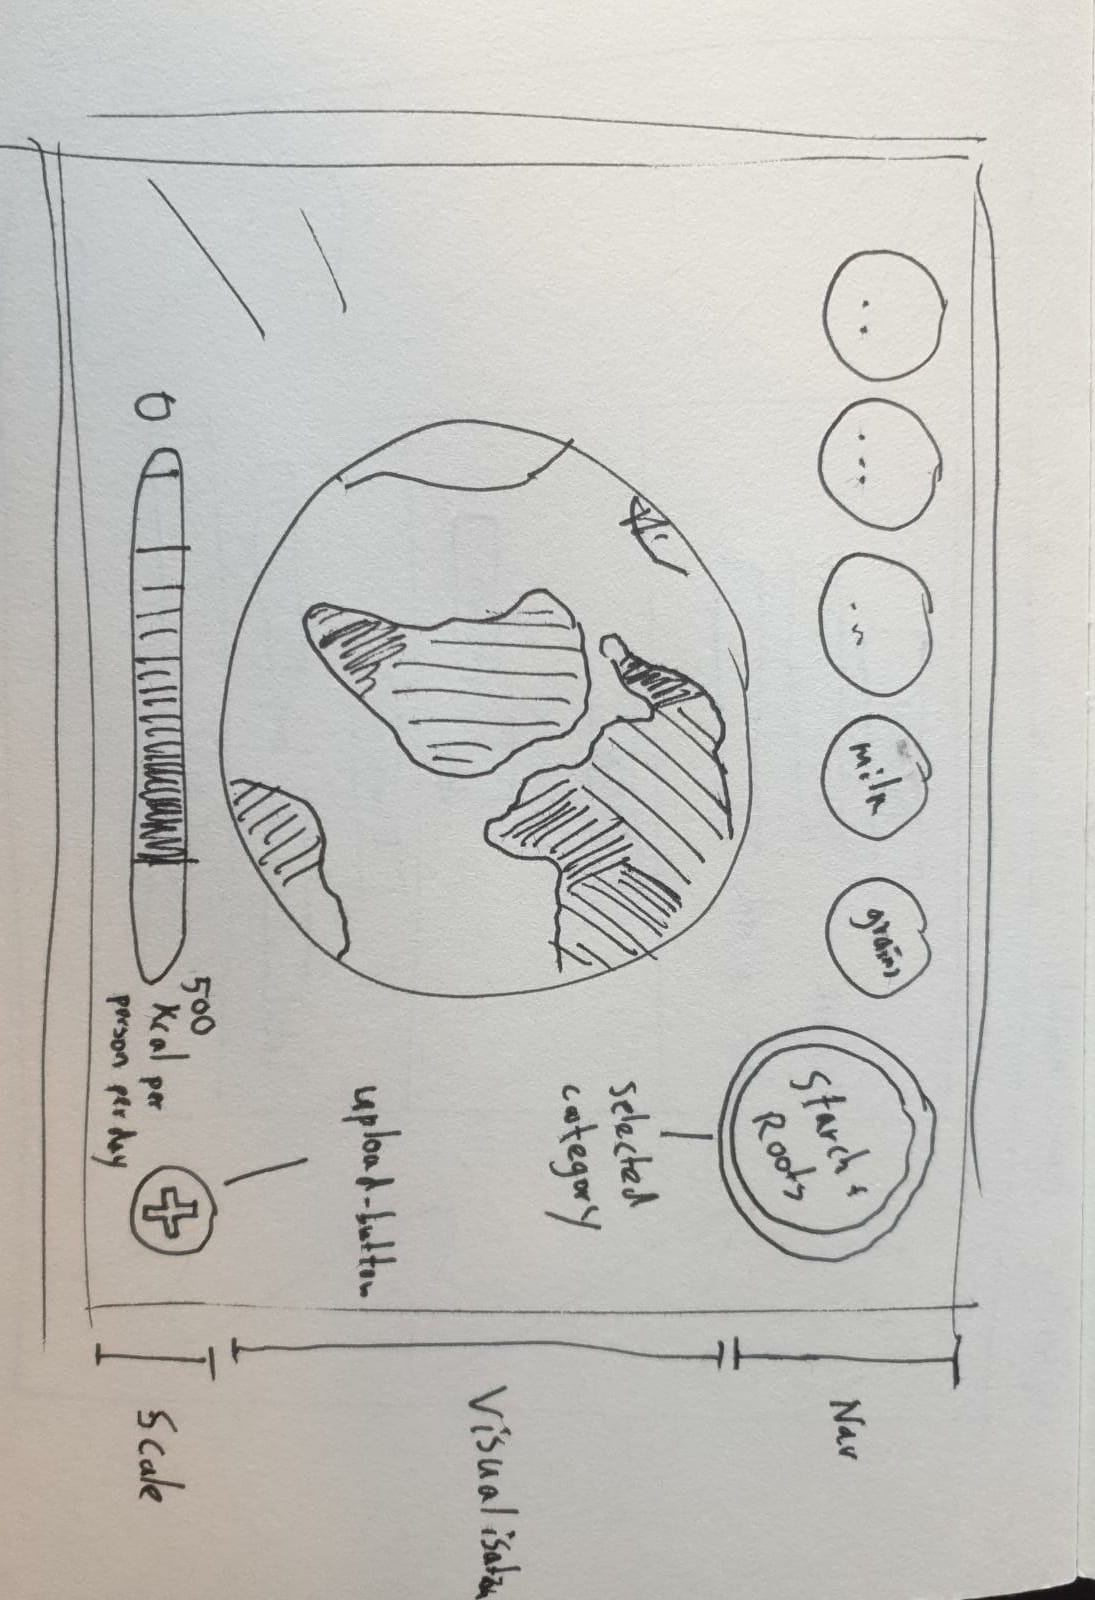 ..
...
...
milk
grains
Starch +
Roots
Nav
selected
category
Visualisation
upload-button
0
500
Kcal per
person per day
Scale